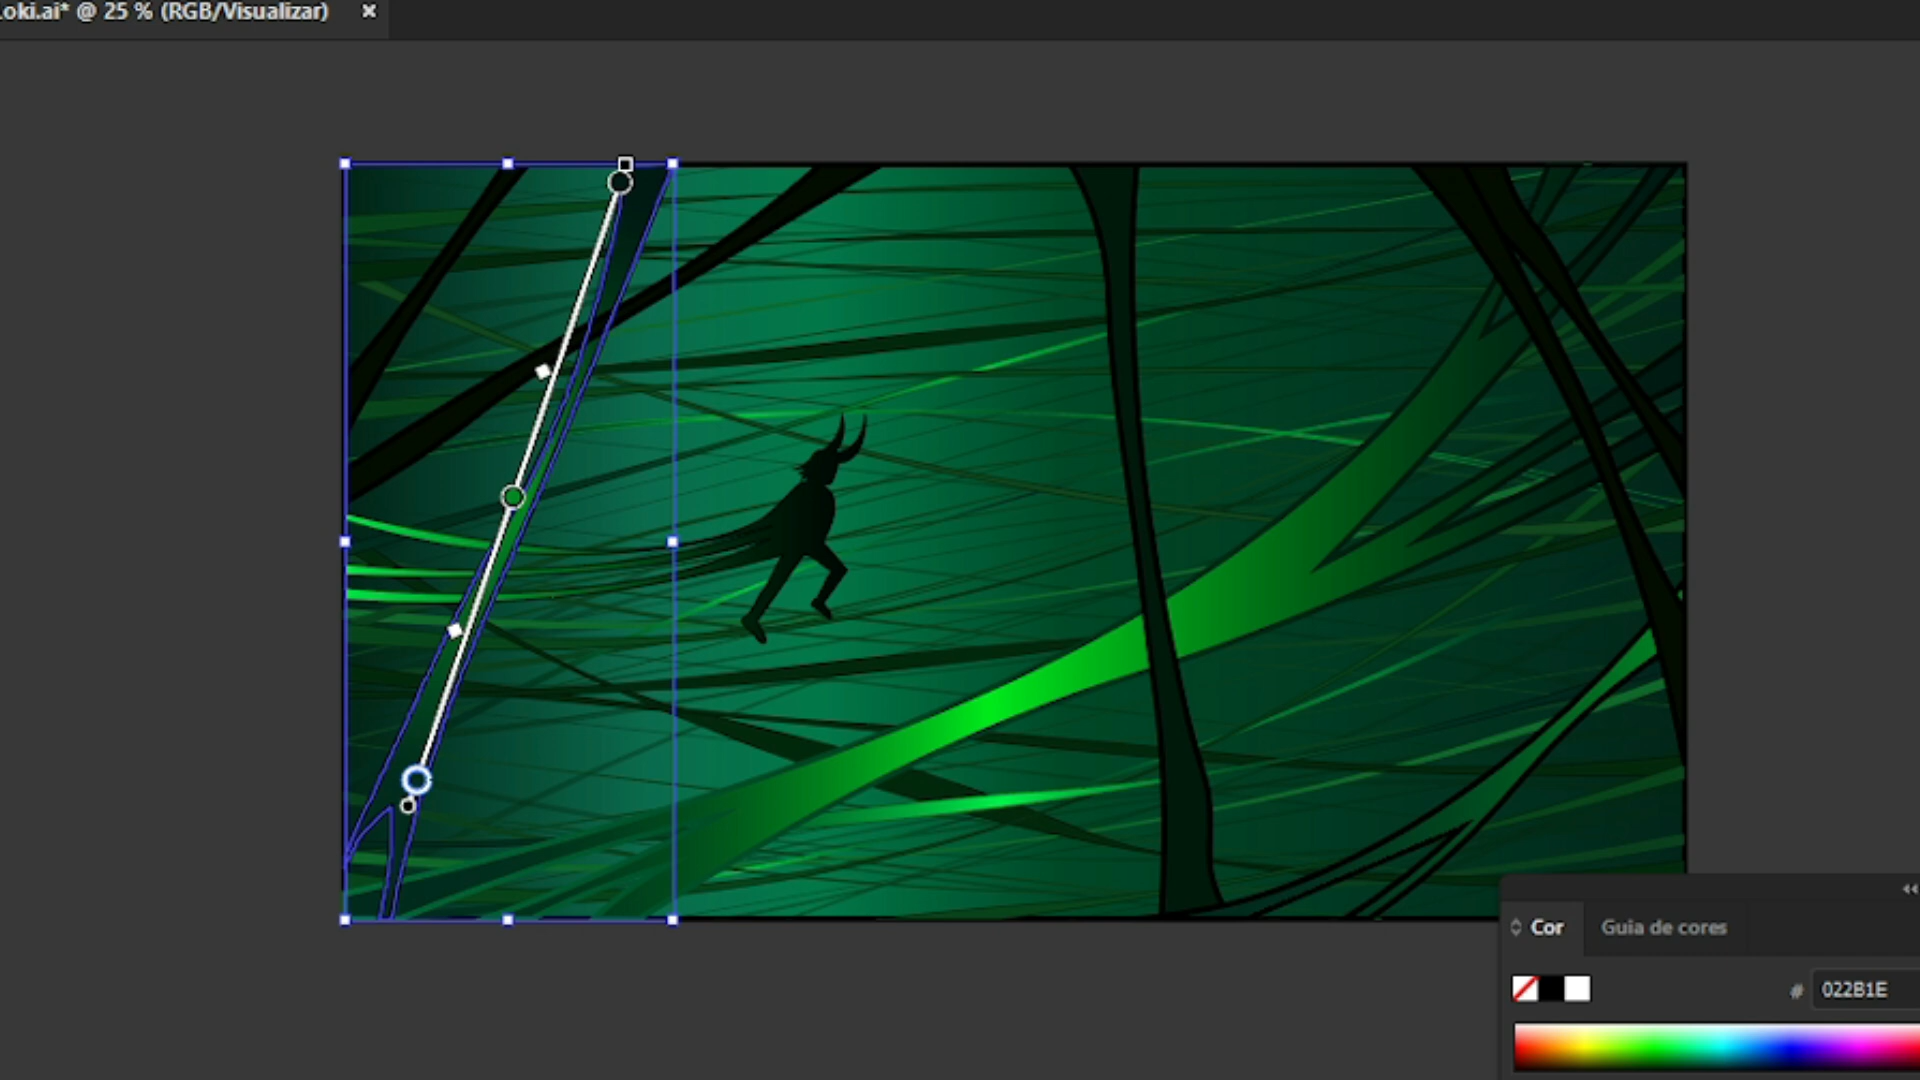 oki.ai* @ 25 % (RGB/Visualizar) ×
Cor
Guia de cores
# 022B1E